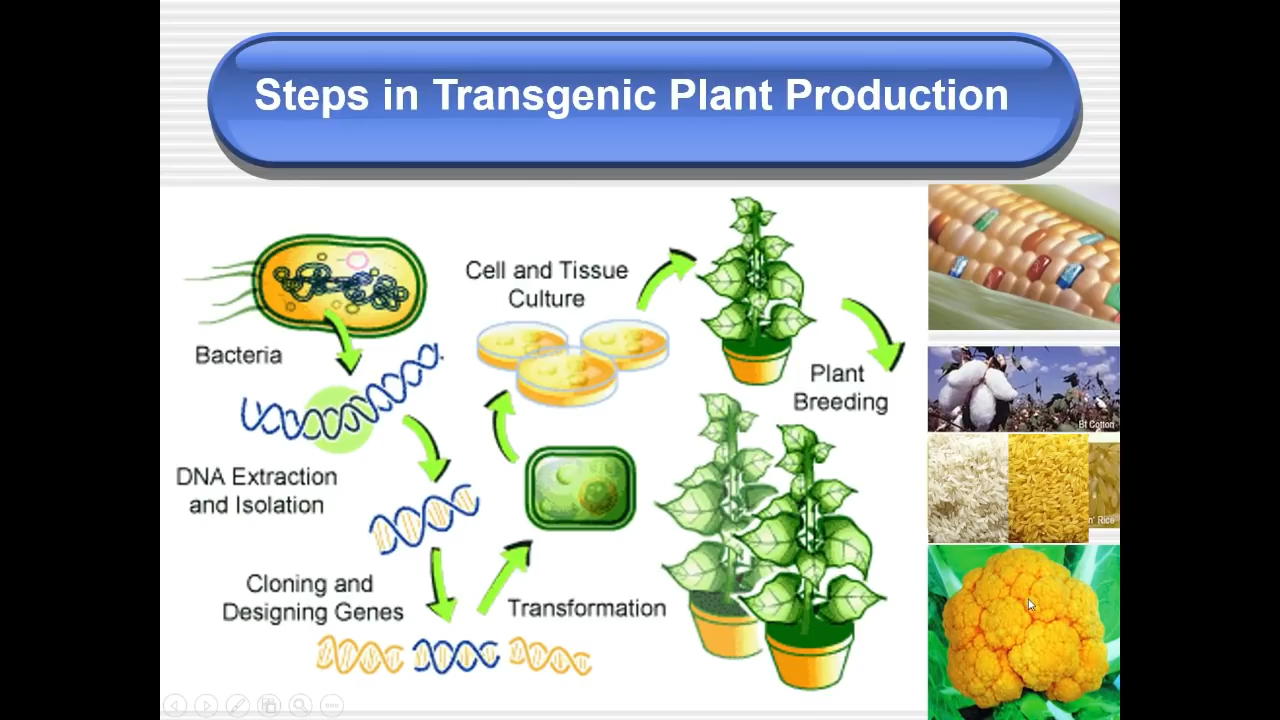 Steps in Transgenic Plant Production
Bacteria
DNA Extraction
and Isolation
Cloning and
Designing Genes
Transformation
Cell and Tissue
Culture
Plant
Breeding
Bt Cotton
n' Rice